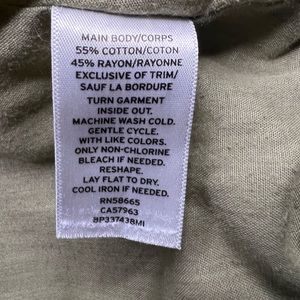 MAIN BODY/CORPS
55% COTTON/COTON
45% RAYON/RAYONNE
EXCLUSIVE OF TRIM/
SAUF LA BORDURE
TURN GARMENT
INSIDE OUT.
MACHINE WASH COLD.
GENTLE CYCLE.
WITH LIKE COLORS.
ONLY NON-CHLORINE
BLEACH IF NEEDED.
RESHAPE.
LAY FLAT TO DRY.
COOL IRON IF NEEDED.
RN58665
CA57963
BP337438MI